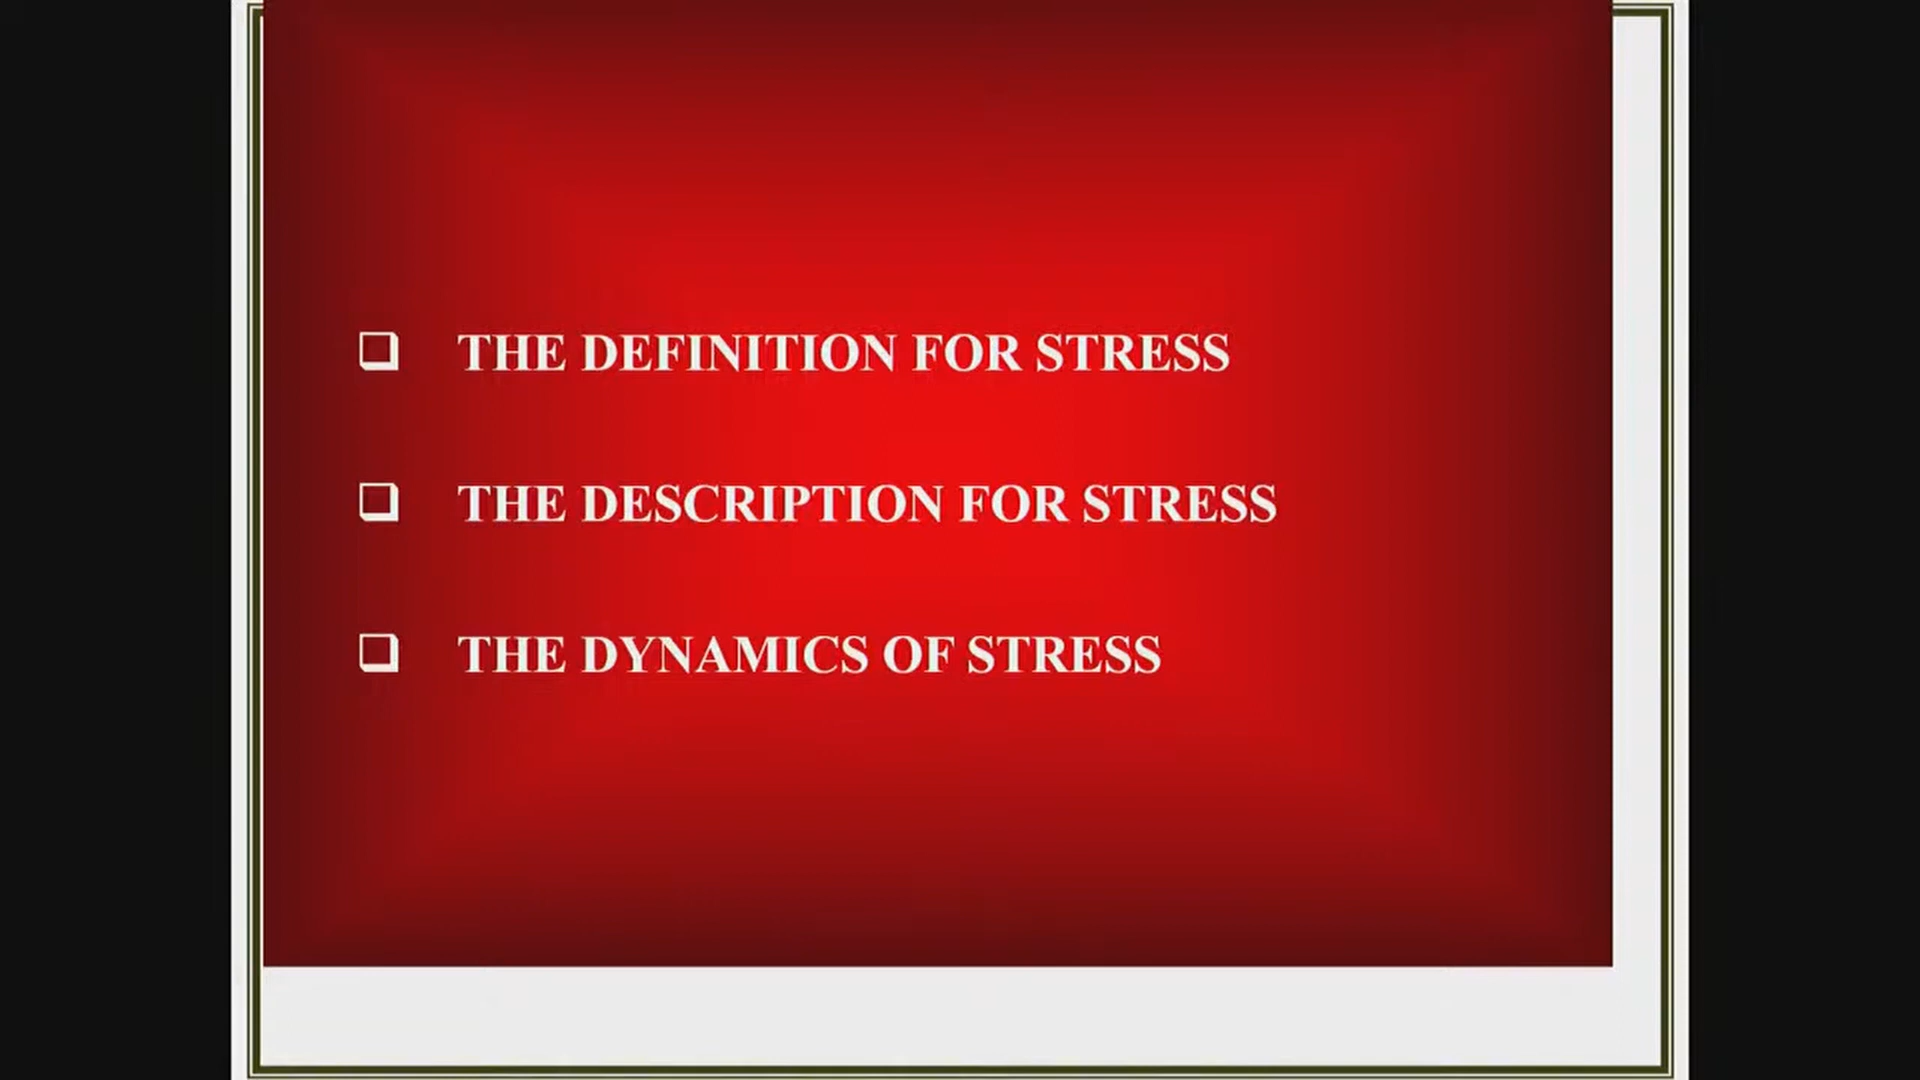 ❑ THE DEFINITION FOR STRESS
❑ THE DESCRIPTION FOR STRESS
❑ THE DYNAMICS OF STRESS